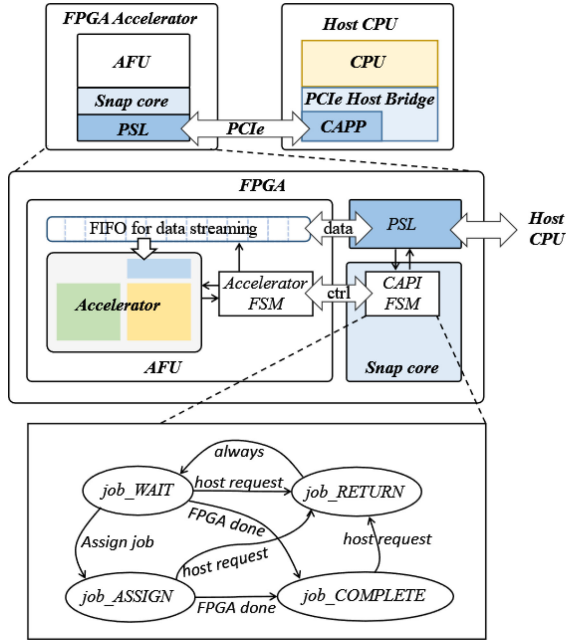 FPGA Accelerator
Host CPU
AFU
CPU
Snap core
PCIe Host Bridge
PSL
PCIe
CAPP
FPGA
FIFO for data streaming
data
PSL
Host
CPU
Accelerator
Accelerator
FSM
ctrl
CAPI
FSM
AFU
Snap core
always
job_WAIT
host request
job_RETURN
FPGA done
Assign job
host request
host request
job_ASSIGN
FPGA done
job_COMPLETE